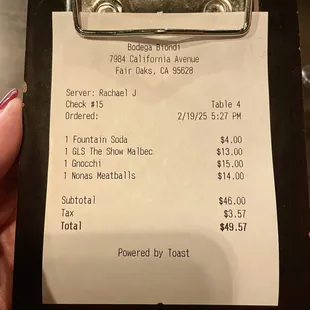 Bodega Biondi
7984 California Avenue
Fair Oaks, CA 95628
Server: Rachael J
Check #15 Table 4
Ordered: 2/19/25 5:27 PM
1 Fountain Soda $4.00
1 GLS The Show Malbec $13.00
1 Gnocchi $15.00
1 Nonas Meatballs $14.00
Subtotal $46.00
Tax $3.57
Total $49.57
Powered by Toast